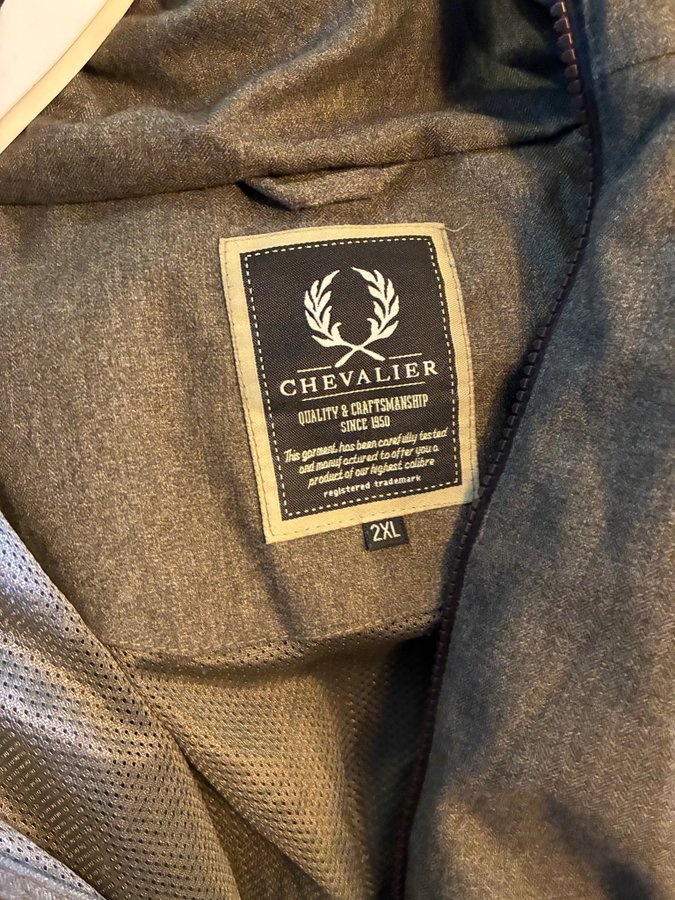 CHEVALIER
QUALITY & CRAFTSMANSHIP
SINCE 1950
This garment has been carefully tested
and manufactured to offer you a
product of our highest calibre
registered trademark
2XL